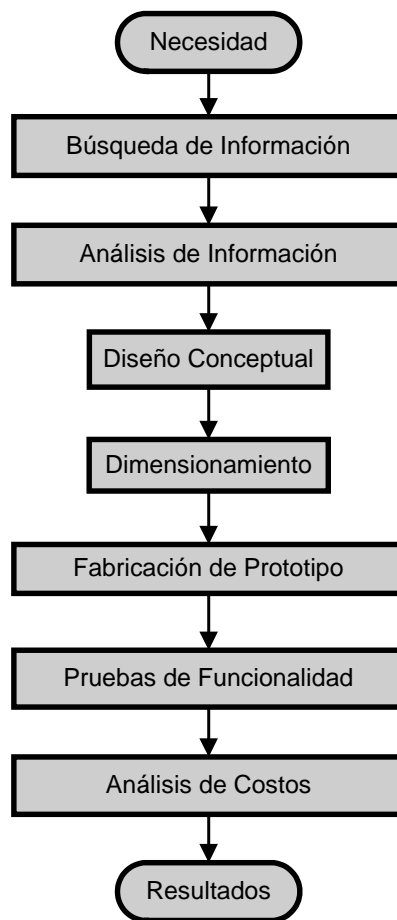 Necesidad
Búsqueda de Información
Análisis de Información
Diseño Conceptual
Dimensionamiento
Fabricación de Prototipo
Pruebas de Funcionalidad
Análisis de Costos
Resultados